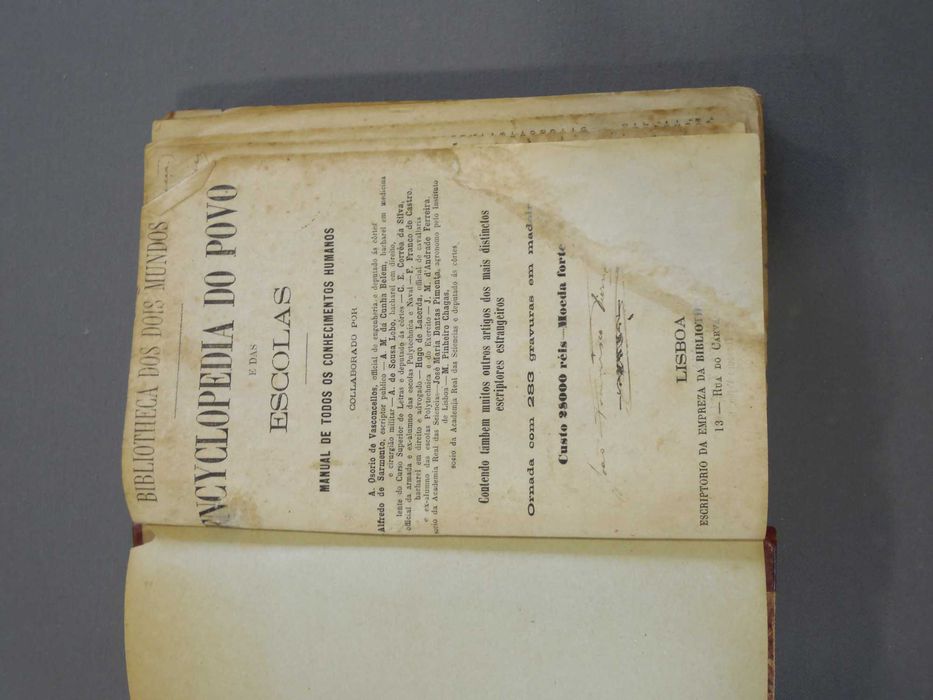 BIBLIOTHECA DOS DOIS MUNDOS
ENCYCLOPEDIA DO POVO
E DAS
ESCOLAS
MANUAL DE TODOS OS CONHECIMENTOS HUMANOS
COLLABORADO POR
A. Osorio de Vasconcellos, official de engenheria e deputado ás côrtes
Alfredo de Sarmento, escriptor publico — A. M. da Cunha Belem, bacharel em medicina
e cirurgião militar — A. de Sousa Lobo, bacharel em direito,
lente do Curso Superior de Letras e deputado ás côrtes — C. E. Corrêa da Silva,
official da armada e ex-alumno das escolas Polytechnica e Naval — F. Franco de Castro,
bacharel em direito e advogado — Hugo de Lacerda, official de cavallaria
e ex-alumno das escolas Polytechnica e do Exercito — J. M. d'Andrade Ferreira,
socio da Academia Real das Sciencias — José Maria Dantas Pimenta, agronomo pelo Instituto
de Lisboa — M. Pinheiro Chagas,
socio da Academia Real das Sciencias e deputado ás côrtes
Contendo tambem muitos outros artigos dos mais distinctos
escriptores estrangeiros
Ornada com 283 gravuras em madeir
Custo 28000 réis—Moeda forte
LISBOA
ESCRIPTORIO DA EMPREZA DA BIBLIOTH
13 — RUA DO CARV